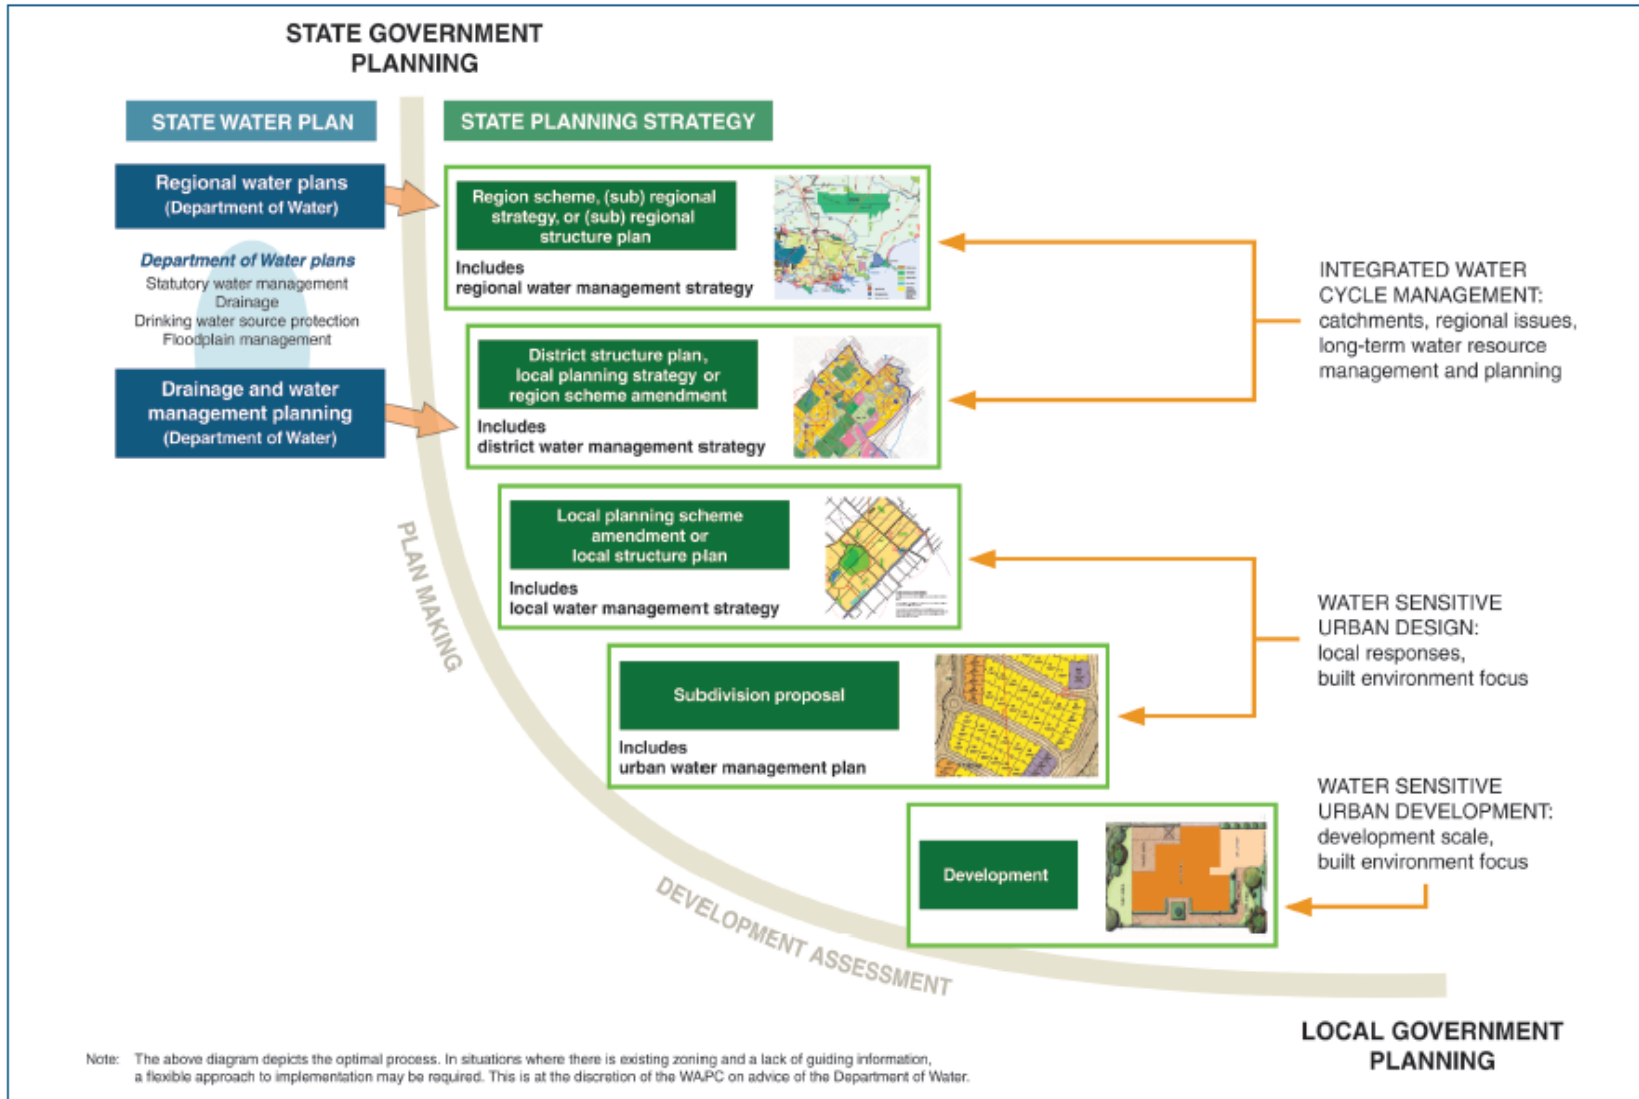 STATE GOVERNMENT
PLANNING
STATE WATER PLAN
STATE PLANNING STRATEGY
Regional water plans
(Department of Water)
Department of Water plans
Statutory water management
Drainage
Drinking water source protection
Floodplain management
Drainage and water
management planning
(Department of Water)
Region scheme, (sub) regional
strategy, or (sub) regional
structure plan
Includes
regional water management strategy
District structure plan,
local planning strategy or
region scheme amendment
Includes
district water management strategy
Local planning scheme
amendment or
local structure plan
Includes
local water management strategy
Subdivision proposal
Includes
urban water management plan
Development
INTEGRATED WATER
CYCLE MANAGEMENT:
catchments, regional issues,
long-term water resource
management and planning
WATER SENSITIVE
URBAN DESIGN:
local responses,
built environment focus
WATER SENSITIVE
URBAN DEVELOPMENT:
development scale,
built environment focus
PLAN MAKING
DEVELOPMENT ASSESSMENT
LOCAL GOVERNMENT
PLANNING
Note: The above diagram depicts the optimal process. In situations where there is existing zoning and a lack of guiding information,
a flexible approach to implementation may be required. This is at the discretion of the WAPC on advice of the Department of Water.